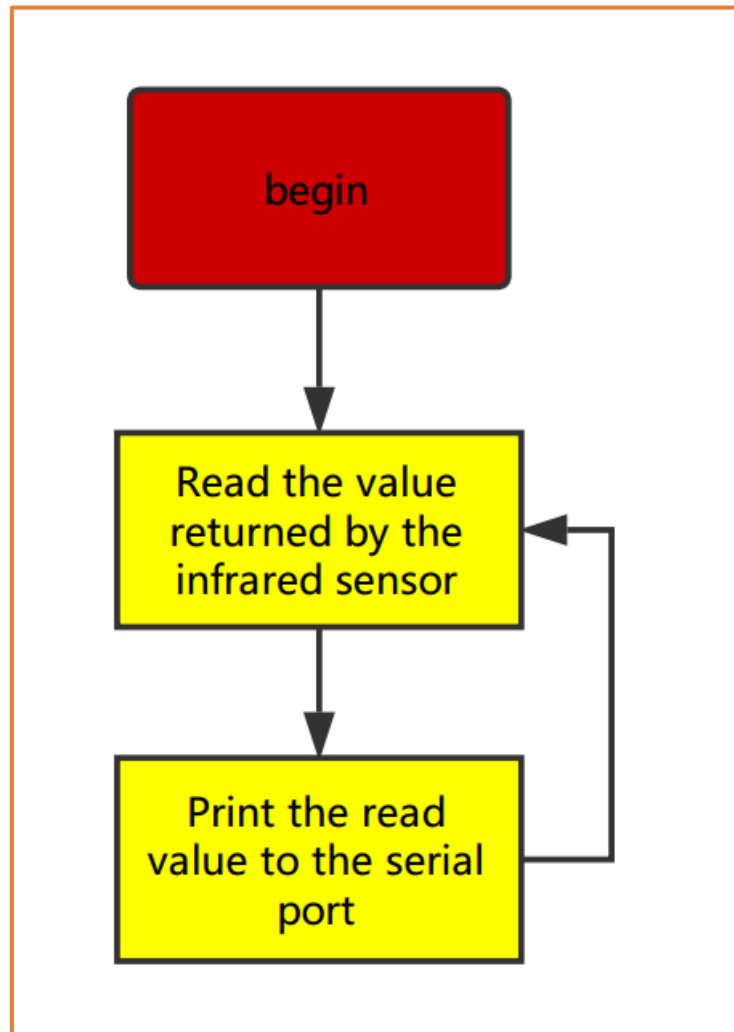 begin
Read the value
returned by the
infrared sensor
Print the read
value to the serial
port